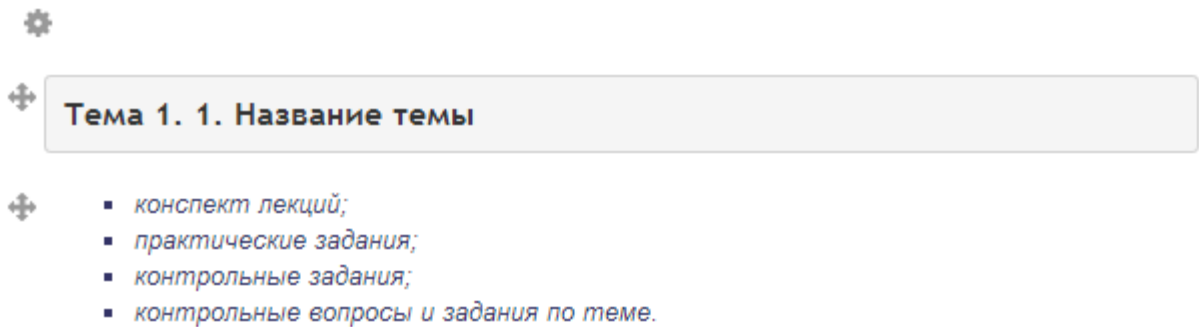 Тема 1. 1. Название темы
конспект лекций;
практические задания;
контрольные задания;
контрольные вопросы и задания по теме.